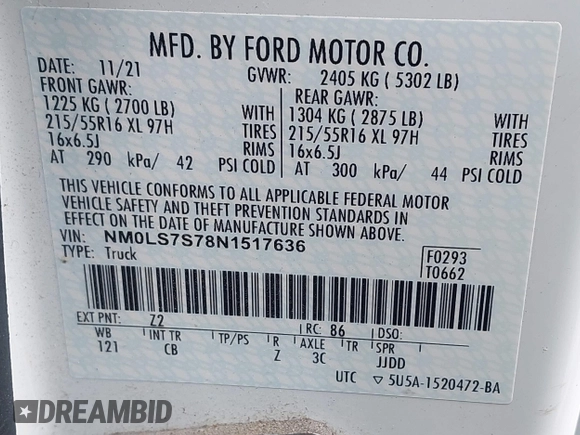 MFD. BY FORD MOTOR CO.
DATE: 11/21 GVWR: 2405 KG ( 5302 LB)
FRONT GAWR: REAR GAWR:
1225 KG ( 2700 LB) WITH 1304 KG ( 2875 LB) WITH
215/55R16 XL 97H TIRES 215/55R16 XL 97H TIRES
16x6.5J RIMS 16x6.5J RIMS
AT 290 kPa/ 42 PSI COLD AT 300 kPa/ 44 PSI COLD
THIS VEHICLE CONFORMS TO ALL APPLICABLE FEDERAL MOTOR
VEHICLE SAFETY AND THEFT PREVENTION STANDARDS IN
EFFECT ON THE DATE OF MANUFACTURE SHOWN ABOVE.
VIN: NM0LS7S78N1517636 F0293
TYPE: Truck T0662
EXT PNT: Z2 RC: 86 DSO:
WB INT TR TP/PS R AXLE TR SPR
121 CB Z 3C JJDD
UTC ▽ 5U5A-1520472-BA
DREAMBID